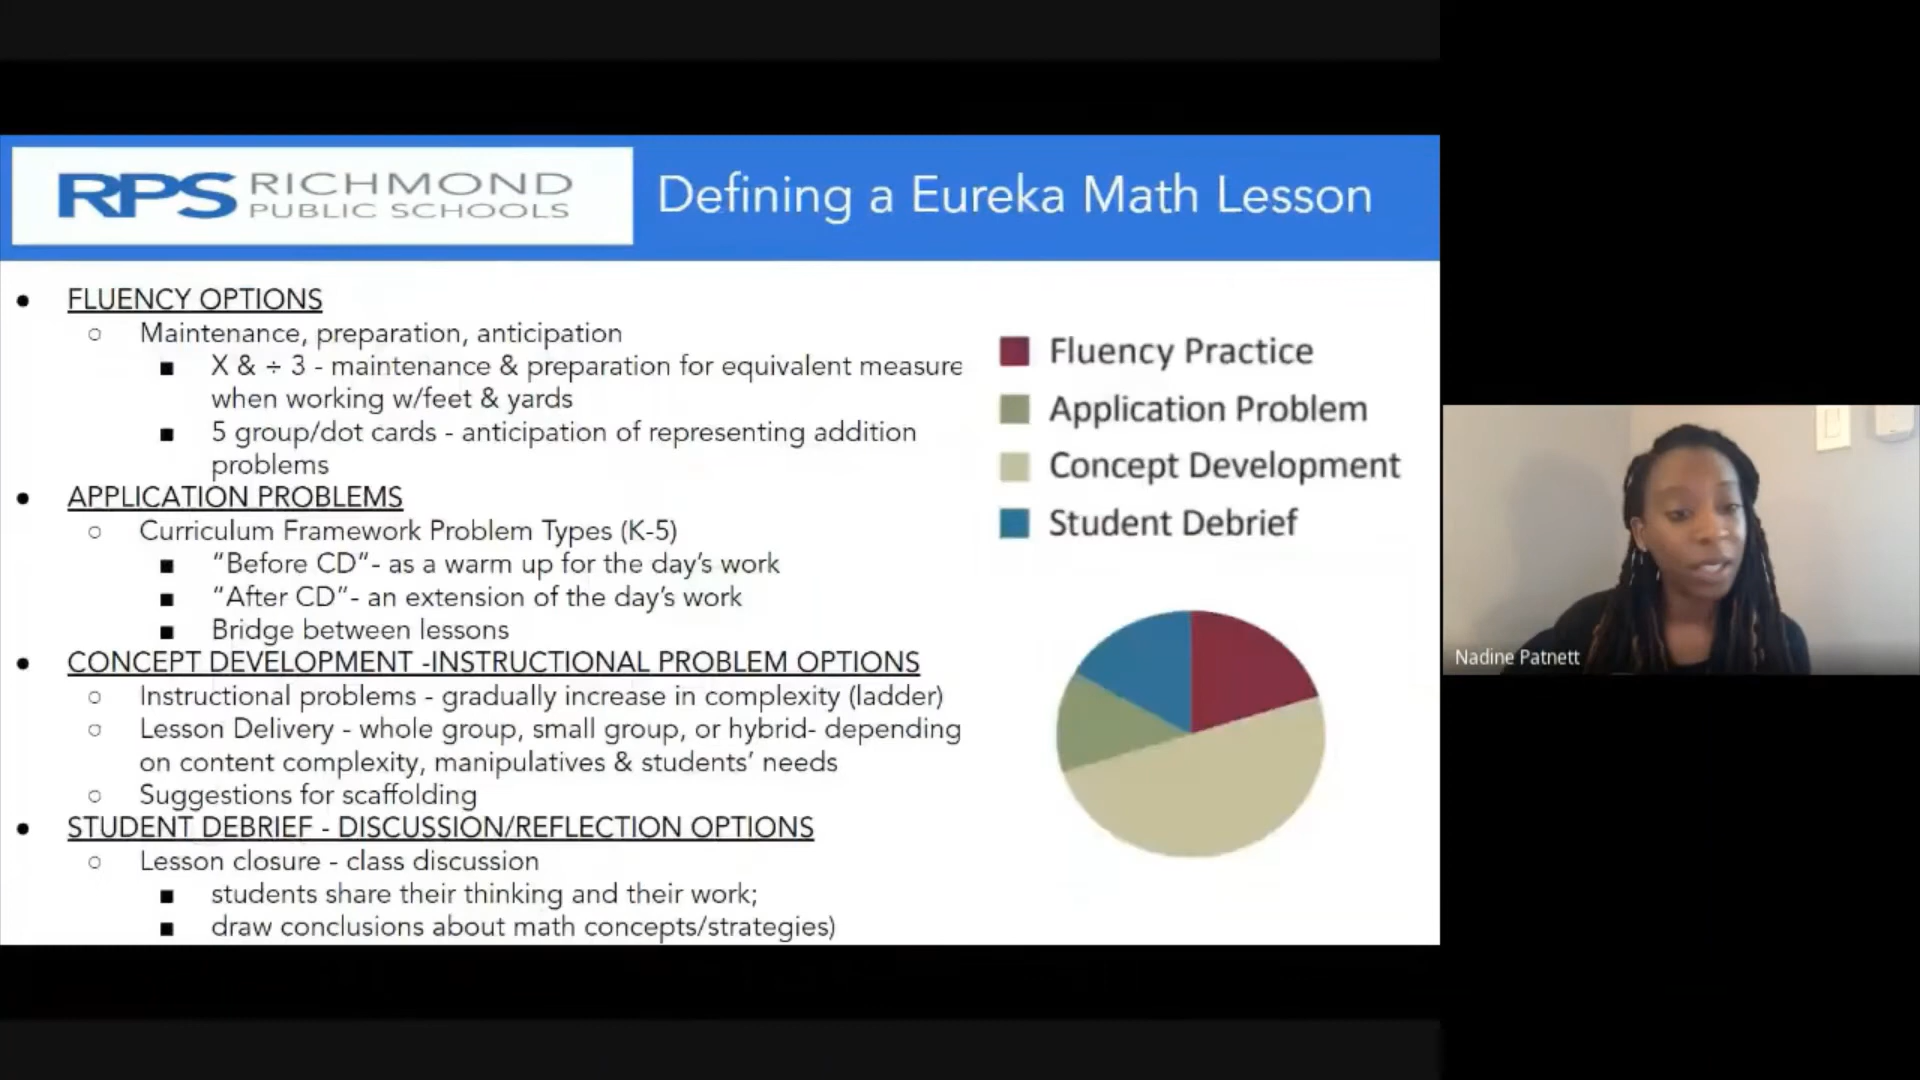 RPS RICHMOND
PUBLIC SCHOOLS
Defining a Eureka Math Lesson
● FLUENCY OPTIONS
○ Maintenance, preparation, anticipation
■ X & ÷ 3 - maintenance & preparation for equivalent measure
when working w/feet & yards
■ 5 group/dot cards - anticipation of representing addition
problems
● APPLICATION PROBLEMS
○ Curriculum Framework Problem Types (K-5)
■ “Before CD”- as a warm up for the day’s work
■ “After CD”- an extension of the day’s work
■ Bridge between lessons
● CONCEPT DEVELOPMENT -INSTRUCTIONAL PROBLEM OPTIONS
○ Instructional problems - gradually increase in complexity (ladder)
○ Lesson Delivery - whole group, small group, or hybrid- depending
on content complexity, manipulatives & students’ needs
○ Suggestions for scaffolding
● STUDENT DEBRIEF - DISCUSSION/REFLECTION OPTIONS
○ Lesson closure - class discussion
■ students share their thinking and their work;
■ draw conclusions about math concepts/strategies)
Fluency Practice
Application Problem
Concept Development
Student Debrief
Nadine Patnett